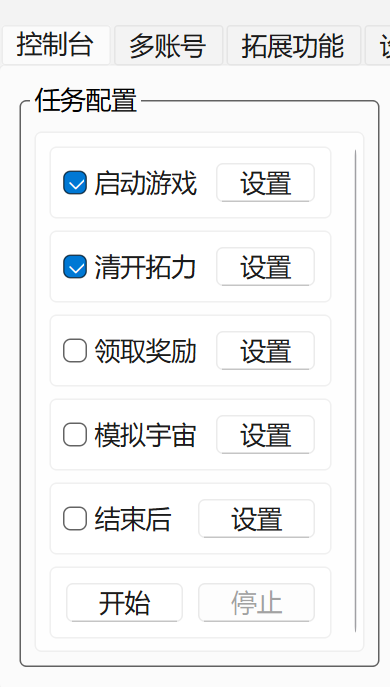 控制台 多账号 拓展功能
任务配置
启动游戏 设置
清开拓力 设置
领取奖励 设置
模拟宇宙 设置
结束后 设置
开始 停止